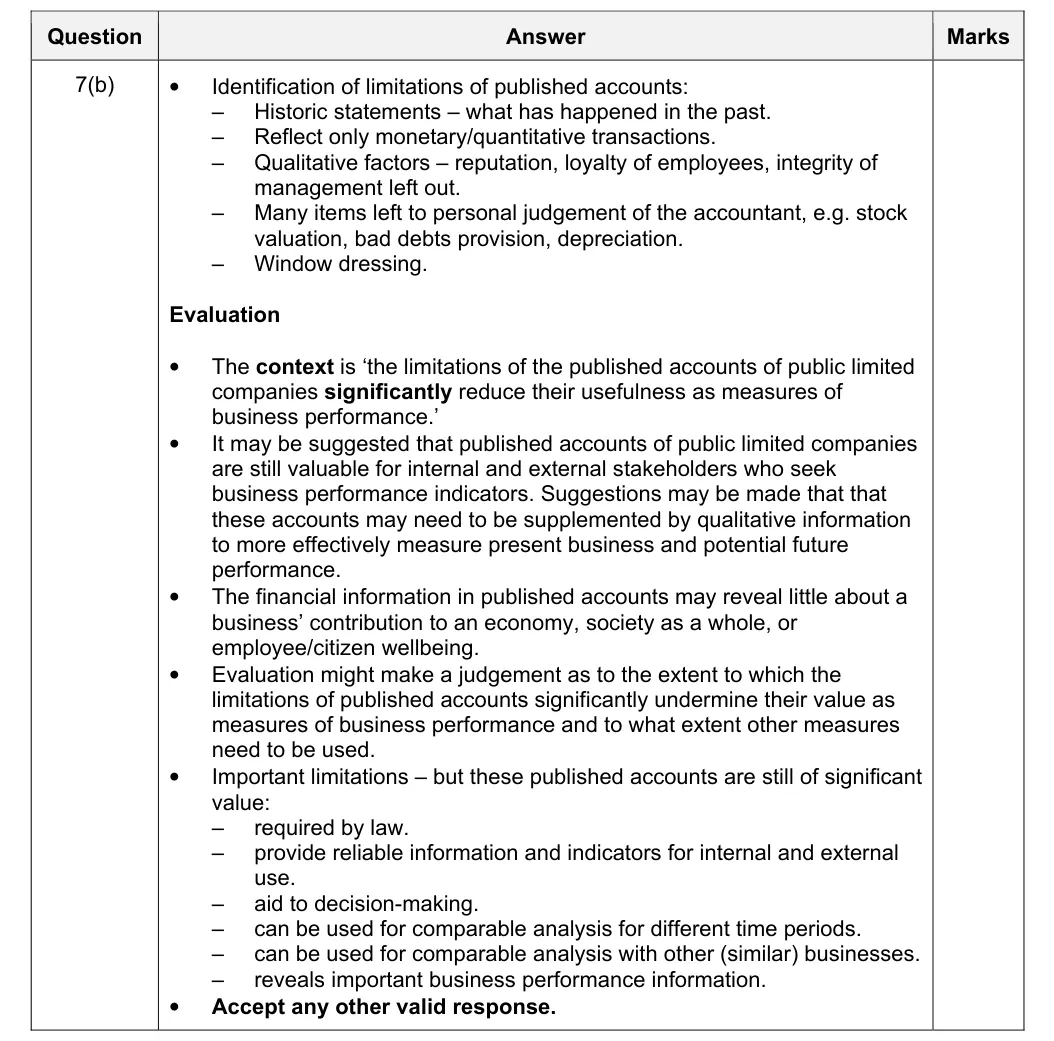 Question Answer Marks
7(b)
• Identification of limitations of published accounts:
– Historic statements – what has happened in the past.
– Reflect only monetary/quantitative transactions.
– Qualitative factors – reputation, loyalty of employees, integrity of
management left out.
– Many items left to personal judgement of the accountant, e.g. stock
valuation, bad debts provision, depreciation.
– Window dressing.
Evaluation
• The context is ‘the limitations of the published accounts of public limited
companies significantly reduce their usefulness as measures of
business performance.’
• It may be suggested that published accounts of public limited companies
are still valuable for internal and external stakeholders who seek
business performance indicators. Suggestions may be made that that
these accounts may need to be supplemented by qualitative information
to more effectively measure present business and potential future
performance.
• The financial information in published accounts may reveal little about a
business’ contribution to an economy, society as a whole, or
employee/citizen wellbeing.
• Evaluation might make a judgement as to the extent to which the
limitations of published accounts significantly undermine their value as
measures of business performance and to what extent other measures
need to be used.
• Important limitations – but these published accounts are still of significant
value:
– required by law.
– provide reliable information and indicators for internal and external
use.
– aid to decision-making.
– can be used for comparable analysis for different time periods.
– can be used for comparable analysis with other (similar) businesses.
– reveals important business performance information.
• Accept any other valid response.